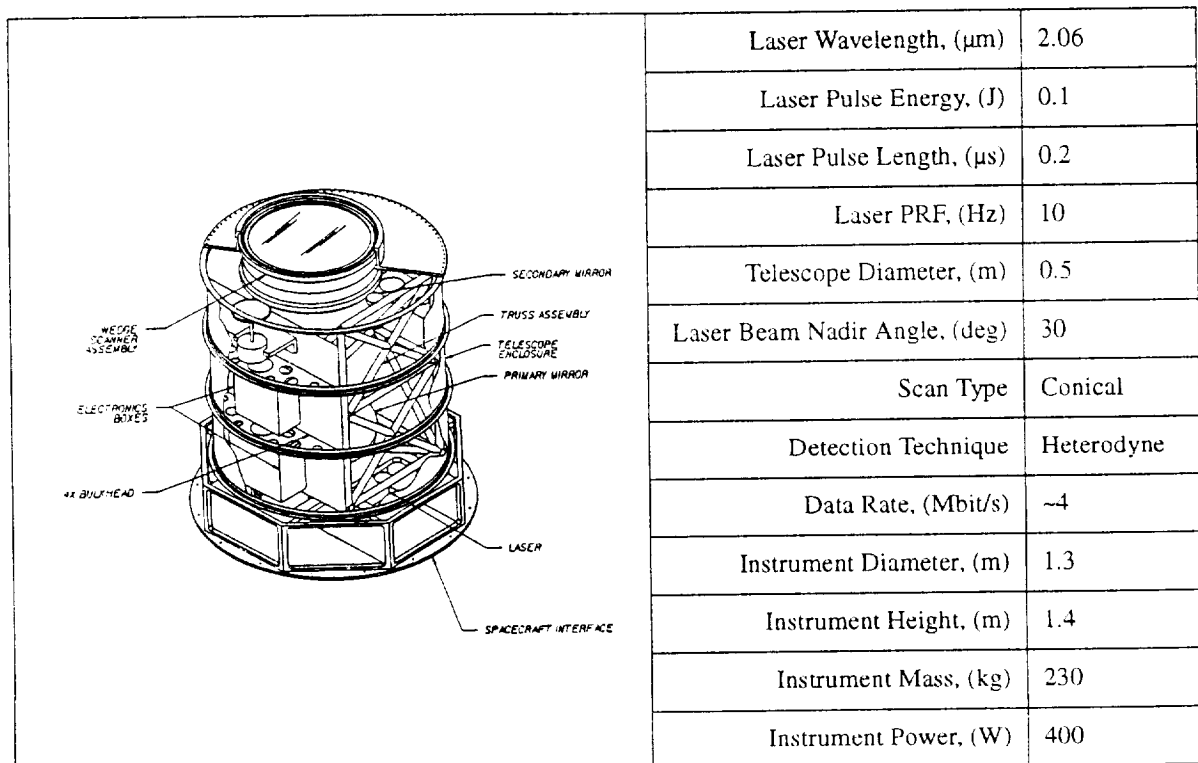 SECONDARY MIRROR
TRUSS ASSEMBLY
TELESCOPE
ENCLOSURE
PRIMARY MIRROR
WEDGE
SCANNER
ASSEMBLY
ELECTRONICS
BOXES
4X BULKHEAD
LASER
SPACECRAFT INTERFACE
Laser Wavelength, (µm) 2.06
Laser Pulse Energy, (J) 0.1
Laser Pulse Length, (µs) 0.2
Laser PRF, (Hz) 10
Telescope Diameter, (m) 0.5
Laser Beam Nadir Angle, (deg) 30
Scan Type Conical
Detection Technique Heterodyne
Data Rate, (Mbit/s) ~4
Instrument Diameter, (m) 1.3
Instrument Height, (m) 1.4
Instrument Mass, (kg) 230
Instrument Power, (W) 400